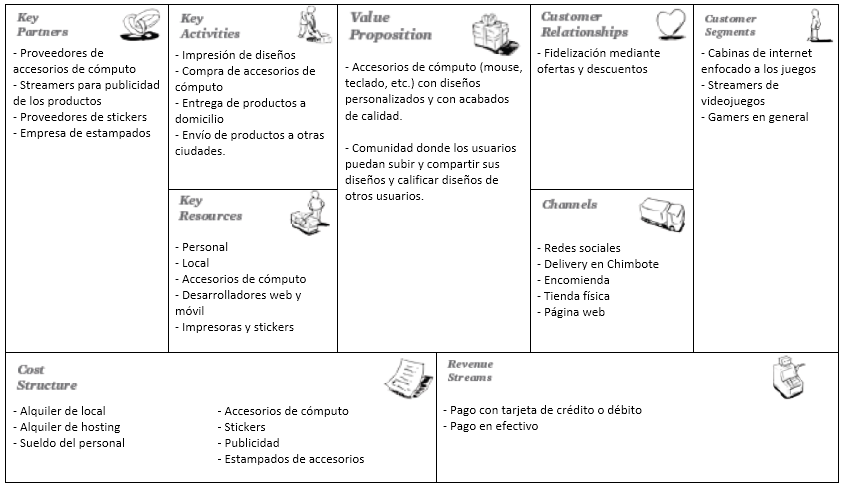 Key
Partners
- Proveedores de
accesorios de cómputo
- Streamers para publicidad
de los productos
- Proveedores de stickers
- Empresa de estampados
Key
Activities
- Impresión de diseños
- Compra de accesorios de
cómputo
- Entrega de productos a
domicilio
- Envío de productos a otras
ciudades.
Key
Resources
- Personal
- Local
- Accesorios de cómputo
- Desarrolladores web y
móvil
- Impresoras y stickers
Value
Proposition
- Accesorios de cómputo (mouse,
teclado, etc.) con diseños
personalizados y con acabados
de calidad.
- Comunidad donde los usuarios
puedan subir y compartir sus
diseños y calificar diseños de
otros usuarios.
Customer
Relationships
- Fidelización mediante
ofertas y descuentos
Channels
- Redes sociales
- Delivery en Chimbote
- Encomienda
- Tienda física
- Página web
Customer
Segments
- Cabinas de internet
enfocado a los juegos
- Streamers de
videojuegos
- Gamers en general
Cost
Structure
- Alquiler de local
- Alquiler de hosting
- Sueldo del personal
- Accesorios de cómputo
- Stickers
- Publicidad
- Estampados de accesorios
Revenue
Streams
- Pago con tarjeta de crédito o débito
- Pago en efectivo